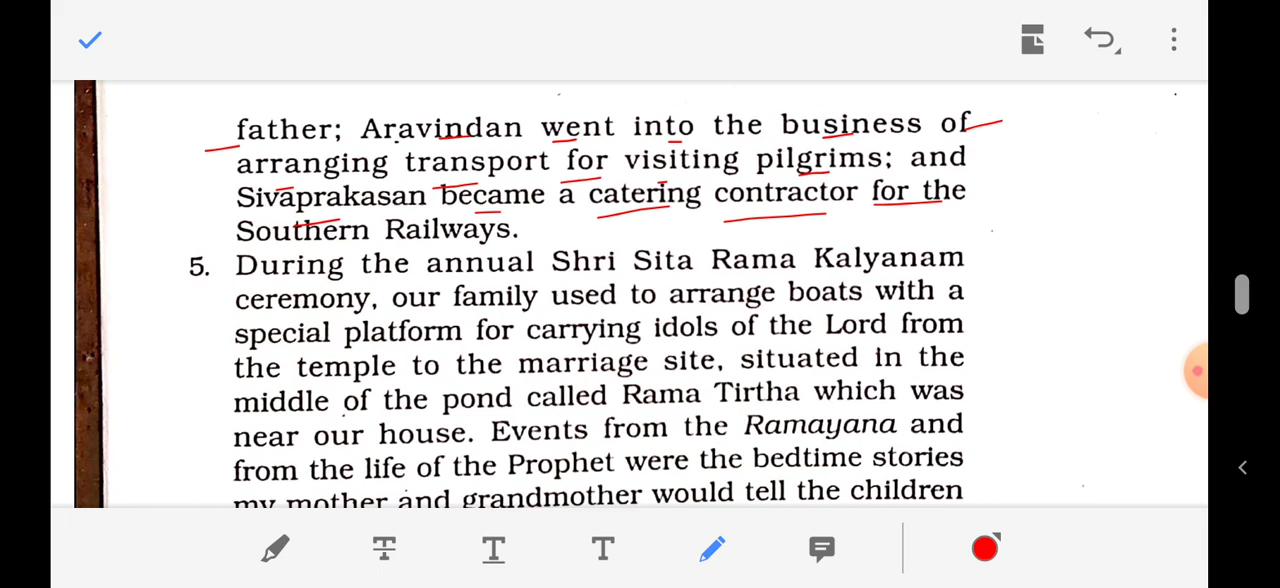 father; Aravindan went into the business of
arranging transport for visiting pilgrims; and
Sivaprakasan became a catering contractor for the
Southern Railways.
5. During the annual Shri Sita Rama Kalyanam
ceremony, our family used to arrange boats with a
special platform for carrying idols of the Lord from
the temple to the marriage site, situated in the
middle of the pond called Rama Tirtha which was
near our house. Events from the Ramayana and
from the life of the Prophet were the bedtime stories
my mother and grandmother would tell the children